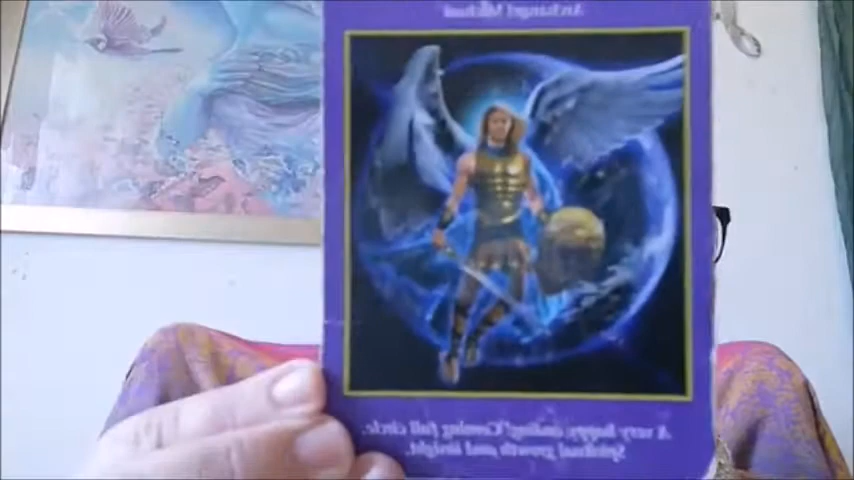 Archangel Michael
A very happy ending! Coming full circle.
Spiritual growth and insight.